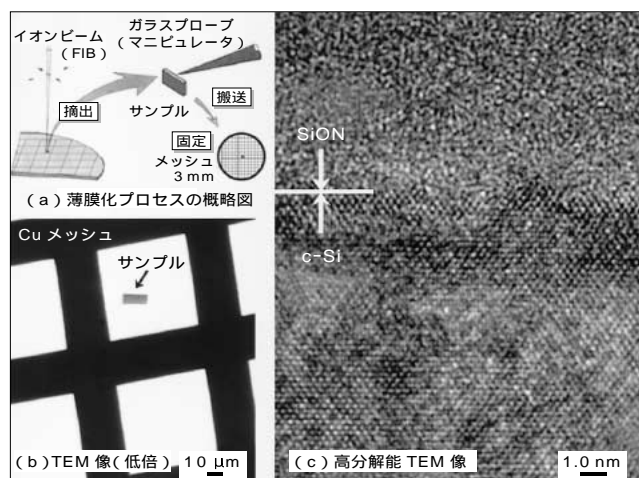 イオンビーム
(FIB)
ガラスプローブ
(マニピュレータ)
摘出
サンプル
搬送
固定
メッシュ
3 mm
(a) 薄膜化プロセスの概略図
Cu メッシュ
サンプル
(b) TEM 像(低倍) 10 µm
SiON
c-Si
(c) 高分解能 TEM 像 1.0 nm